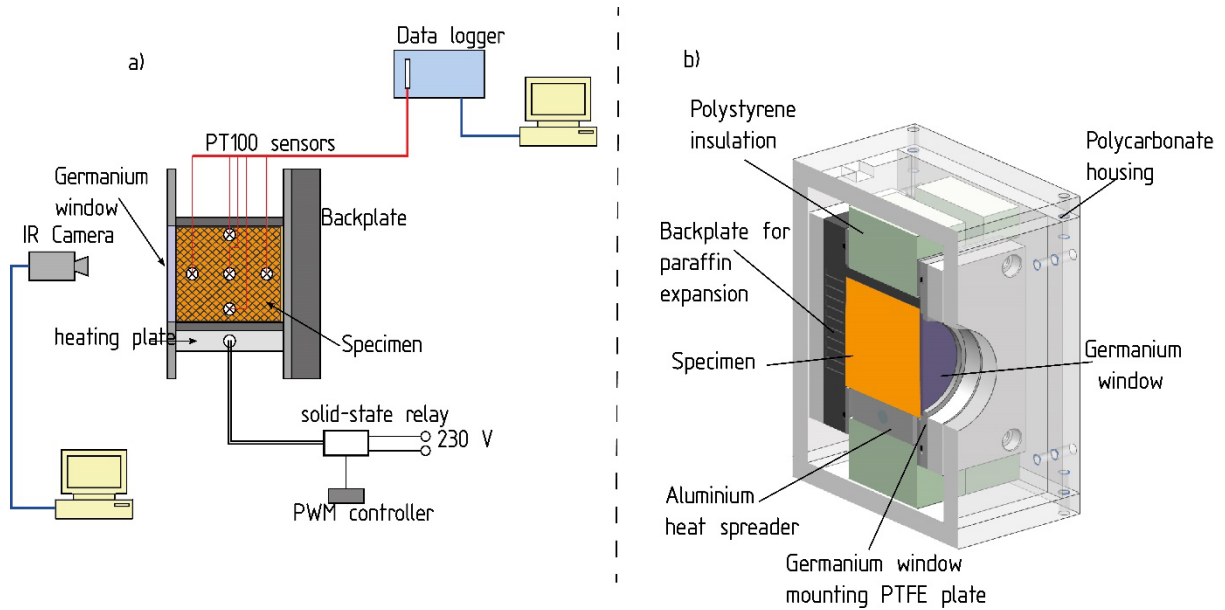 a)
Data logger
PT100 sensors
Germanium
window
IR Camera
Backplate
heating plate
Specimen
solid-state relay
230 V
PWM controller
b)
Polystyrene
insulation
Polycarbonate
housing
Backplate for
paraffin
expansion
Specimen
Germanium
window
Aluminium
heat spreader
Germanium window
mounting PTFE plate